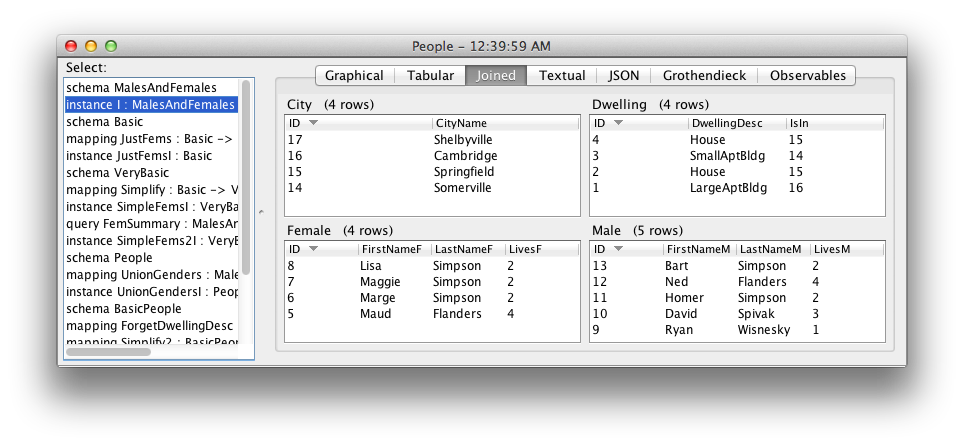 People – 12:39:59 AM
Select:
schema MalesAndFemales
instance I : MalesAndFemales
schema Basic
mapping JustFems : Basic ->
instance JustFemsI : Basic
schema VeryBasic
mapping Simplify : Basic -> V
instance SimpleFemsI : VeryBa
query FemSummary : MalesAn
instance SimpleFems2I : VeryB
schema People
mapping UnionGenders : Male
instance UnionGendersI : Peop
schema BasicPeople
mapping ForgetDwellingDesc
mapping Simplify2 : BasicPeop
Graphical Tabular Joined Textual JSON Grothendieck Observables
City (4 rows)
ID CityName
17 Shelbyville
16 Cambridge
15 Springfield
14 Somerville
Dwelling (4 rows)
ID DwellingDesc IsIn
4 House 15
3 SmallAptBldg 14
2 House 15
1 LargeAptBldg 16
Female (4 rows)
ID FirstNameF LastNameF LivesF
8 Lisa Simpson 2
7 Maggie Simpson 2
6 Marge Simpson 2
5 Maud Flanders 4
Male (5 rows)
ID FirstNameM LastNameM LivesM
13 Bart Simpson 2
12 Ned Flanders 4
11 Homer Simpson 2
10 David Spivak 3
9 Ryan Wisnesky 1